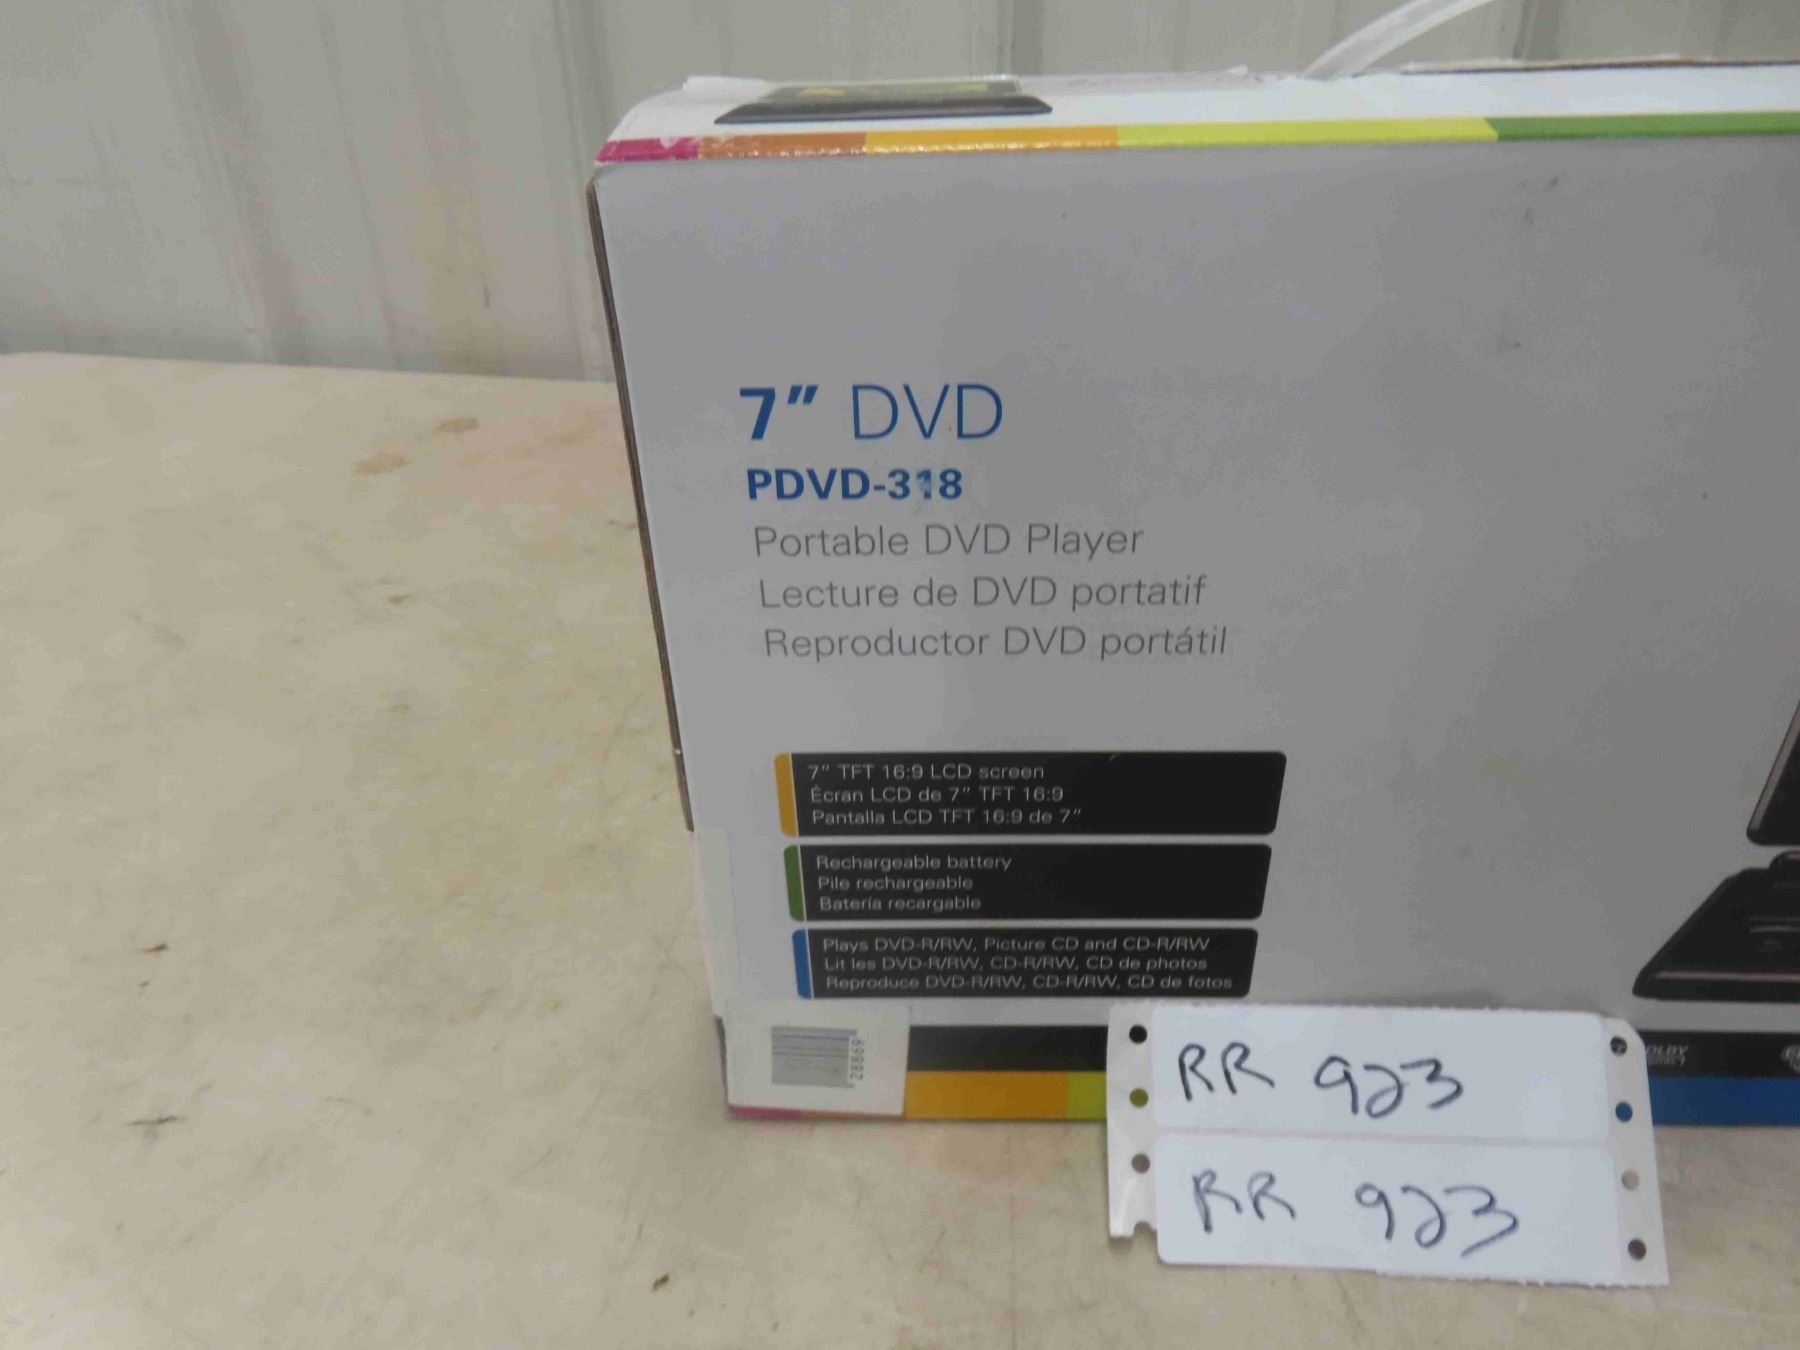 7" DVD
PDVD-318
Portable DVD Player
Lecture de DVD portatif
Reproductor DVD portátil
7" TFT 16:9 LCD screen
Écran LCD de 7" TFT 16:9
Pantalla LCD TFT 16:9 de 7"
Rechargeable battery
Pile rechargeable
Batería recargable
Plays DVD-R/RW, Picture CD and CD-R/RW
Lit les DVD-R/RW, CD-R/RW, CD de photos
Reproduce DVD-R/RW, CD-R/RW, CD de fotos
28869
RR 923
RR 923